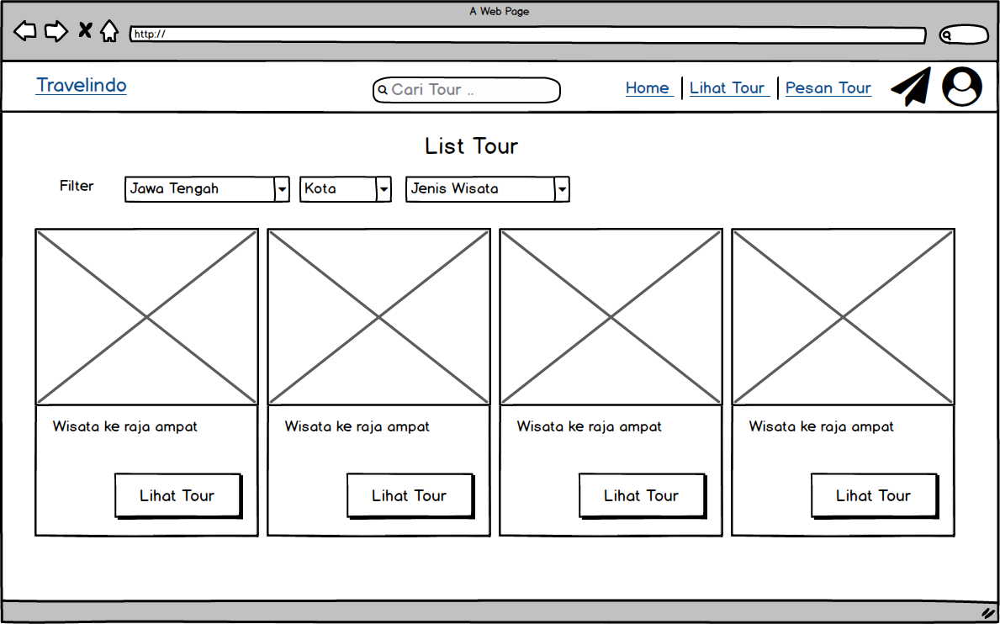 A Web Page
http://
Travelindo
Cari Tour ..
Home
Lihat Tour
Pesan Tour
List Tour
Filter
Jawa Tengah
Kota
Jenis Wisata
Wisata ke raja ampat
Wisata ke raja ampat
Wisata ke raja ampat
Wisata ke raja ampat
Lihat Tour
Lihat Tour
Lihat Tour
Lihat Tour